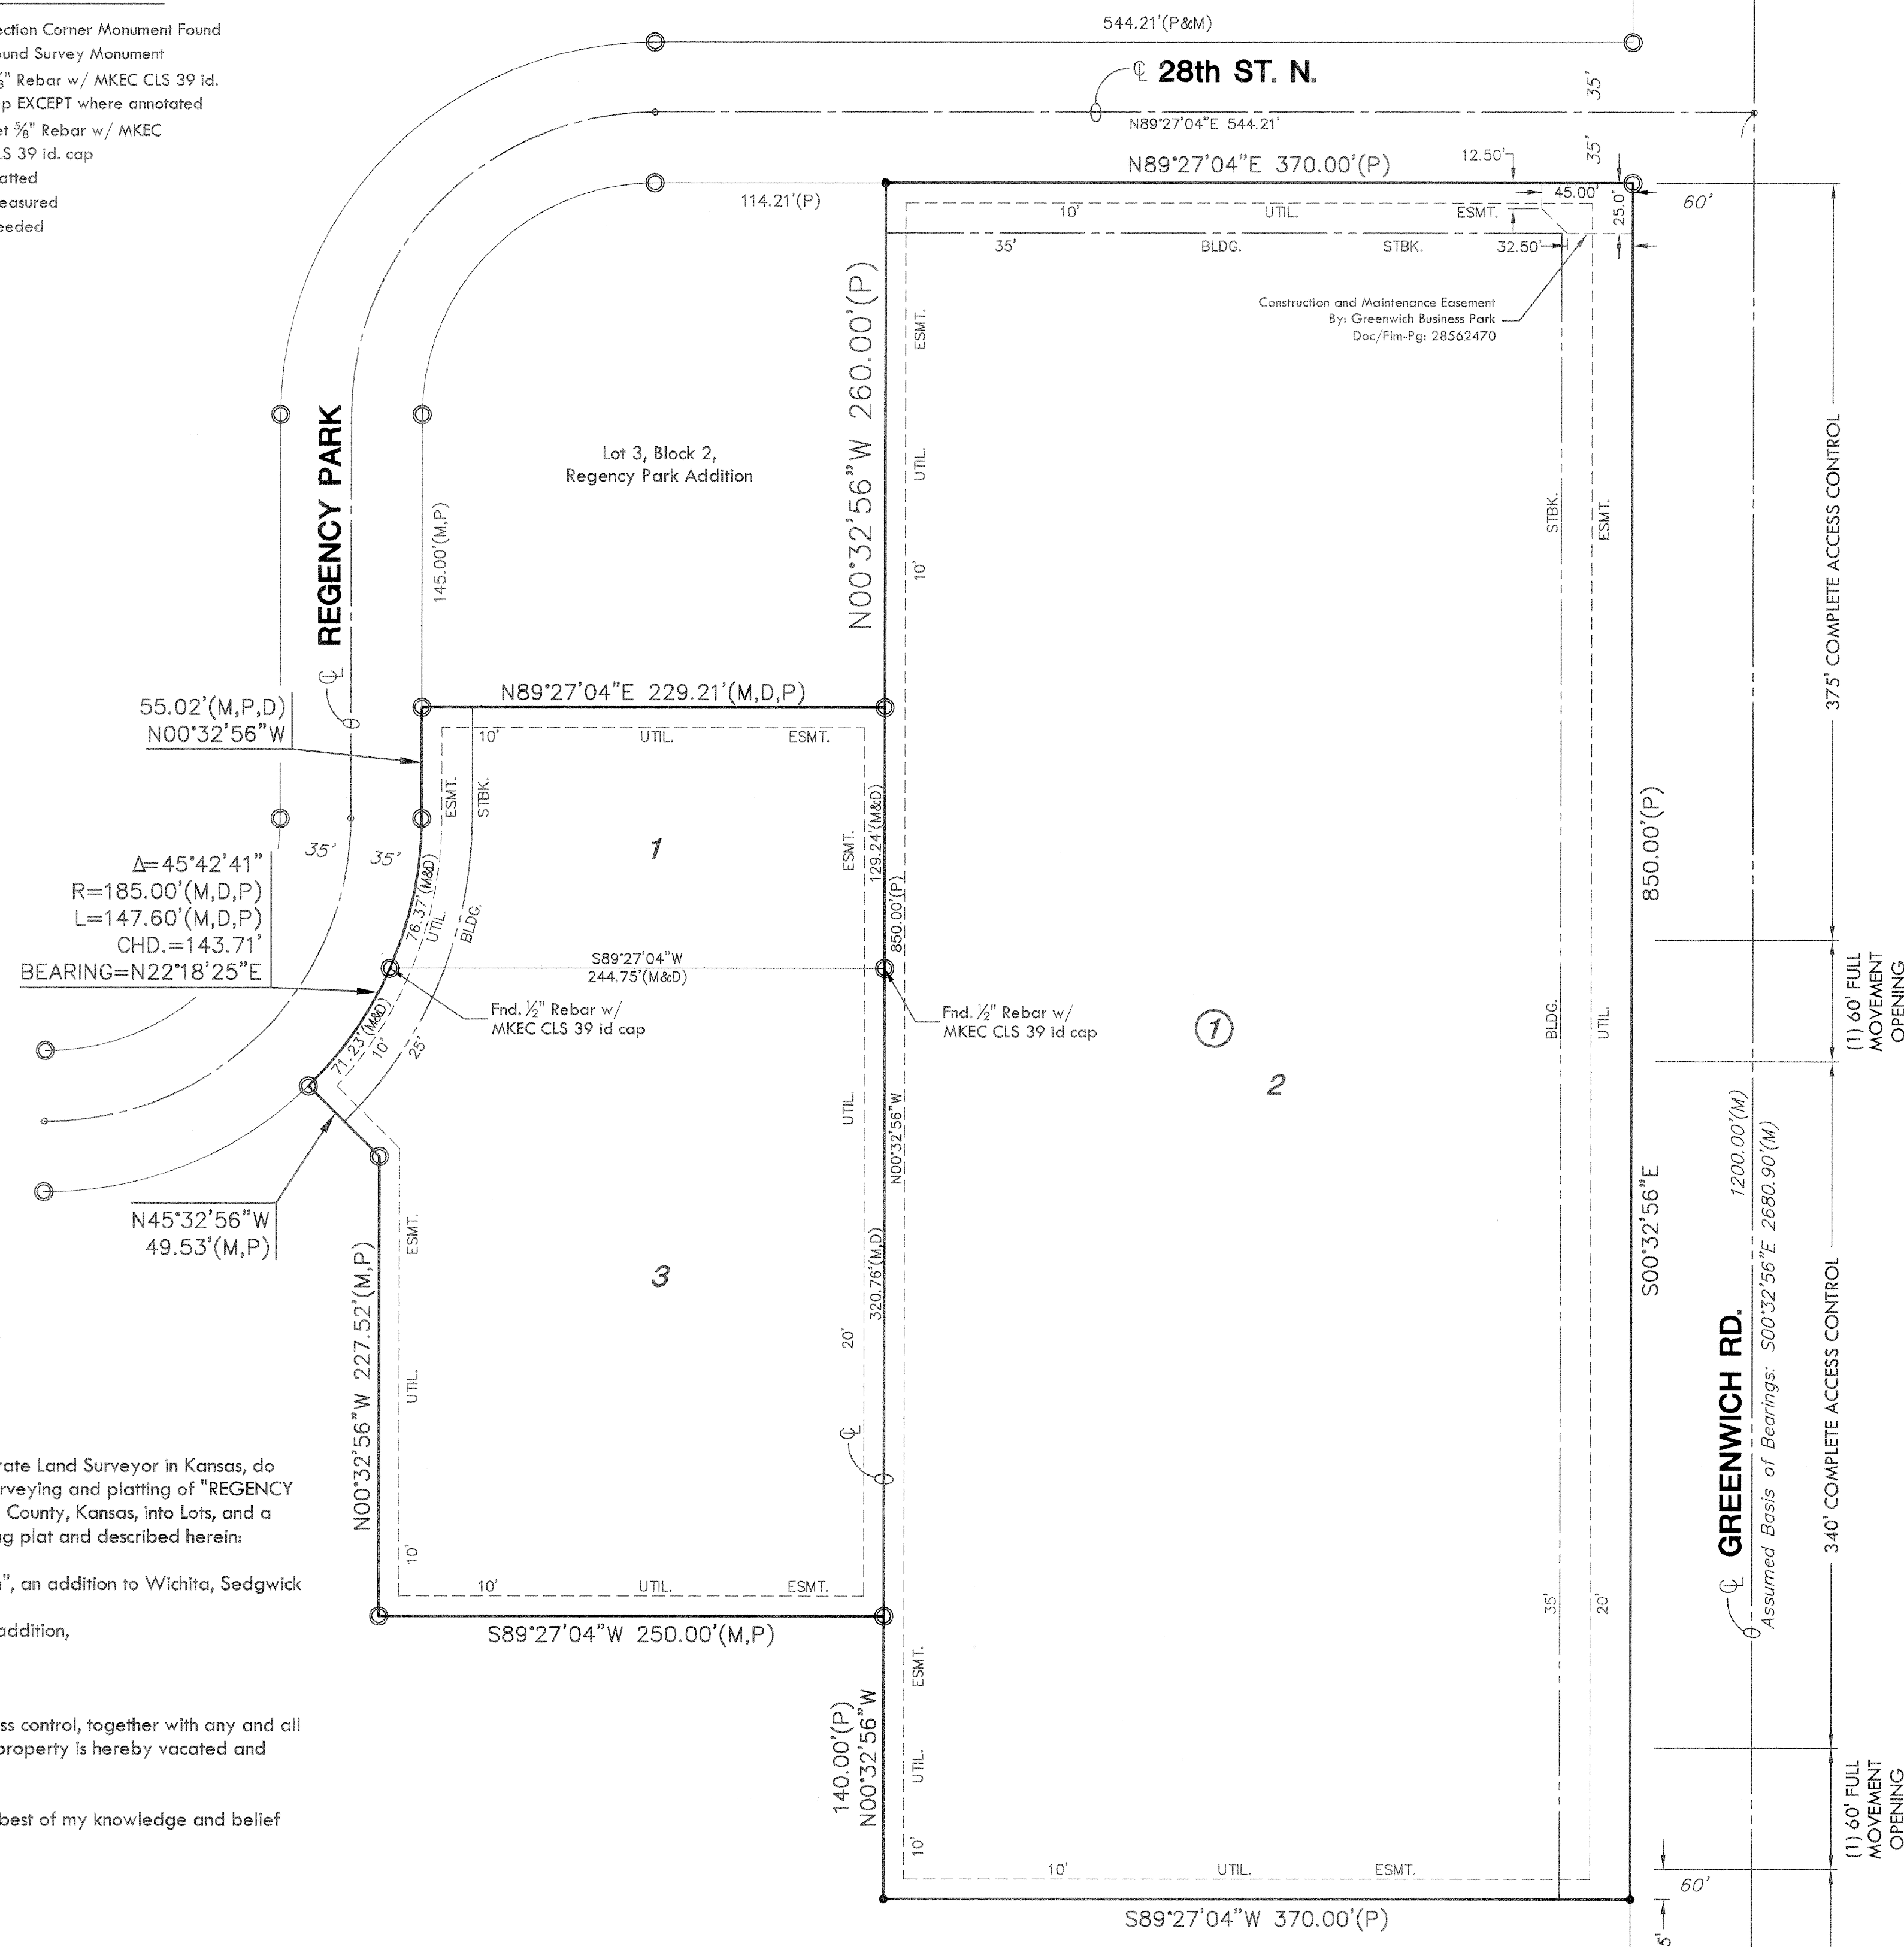 ection Corner Monument Found
ound Survey Monument
⅝" Rebar w/ MKEC CLS 39 id.
p EXCEPT where annotated
et ⅝" Rebar w/ MKEC
LS 39 id. cap
atted
easured
eeded
544.21'(P&M)
℄ 28th ST. N.
35'
N89°27'04"E 544.21'
35'
N89°27'04"E 370.00'(P)
12.50'
114.21'(P)
45.00'
25.0'
60'
10' UTIL. ESMT.
35' BLDG. STBK. 32.50'
Construction and Maintenance Easement
By: Greenwich Business Park
Doc/Flm-Pg: 28562470
N00°32'56"W 260.00'(P)
10' UTIL. ESMT.
℄ REGENCY PARK
Lot 3, Block 2,
Regency Park Addition
145.00'(M,P)
STBK.
ESMT.
375' COMPLETE ACCESS CONTROL
55.02'(M,P,D)
N00°32'56"W
N89°27'04"E 229.21'(M,D,P)
10' UTIL. ESMT.
ESMT.
STBK.
35'
35'
1
ESMT.
129.24'(M&D)
850.00'(P)
850.00'(P)
Δ=45°42'41"
R=185.00'(M,D,P)
L=147.60'(M,D,P)
CHD.=143.71'
BEARING=N22°18'25"E
76.37'(M&D)
UTIL.
BLDG.
S89°27'04"W
244.75'(M&D)
Fnd. ½" Rebar w/
MKEC CLS 39 id cap
Fnd. ½" Rebar w/
MKEC CLS 39 id cap
71.23'(M&D)
10'
25'
1
2
BLDG.
UTIL.
(1) 60' FULL
MOVEMENT
OPENING
N45°32'56"W
49.53'(M,P)
UTIL.
N00°32'56"W
1200.00'(M)
S00°32'56"E
N00°32'56"W 227.52'(M,P)
10' UTIL. ESMT.
3
20'
320.76'(M,D)
℄
℄ GREENWICH RD.
Assumed Basis of Bearings: S00°32'56"E 2680.90'(M)
340' COMPLETE ACCESS CONTROL
rate Land Surveyor in Kansas, do
rveying and platting of "REGENCY
County, Kansas, into Lots, and a
ng plat and described herein:
n", an addition to Wichita, Sedgwick
addition,
10' UTIL. ESMT.
S89°27'04"W 250.00'(M,P)
35'
20'
ss control, together with any and all
property is hereby vacated and
best of my knowledge and belief
140.00'(P)
N00°32'56"W
10' UTIL. ESMT.
10' UTIL. ESMT.
(1) 60' FULL
MOVEMENT
OPENING
60'
S89°27'04"W 370.00'(P)
5'